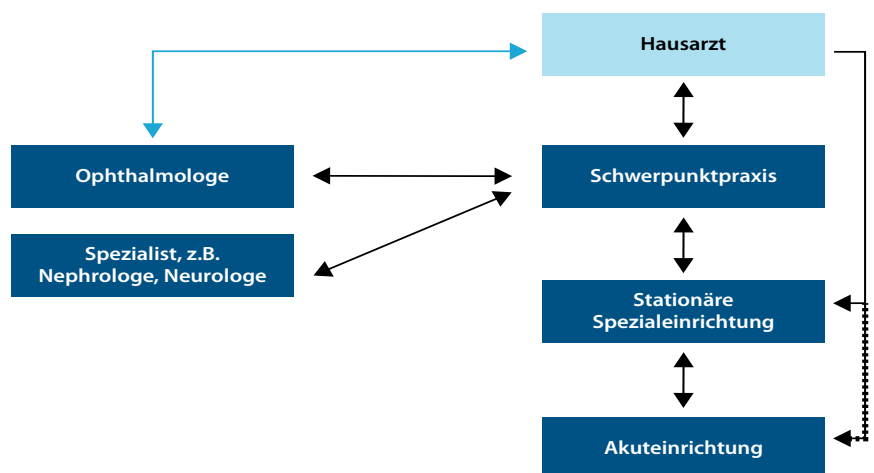 Hausarzt
Ophthalmologe
Schwerpunktpraxis
Spezialist, z.B.
Nephrologe, Neurologe
Stationäre
Spezialeinrichtung
Akuteinrichtung